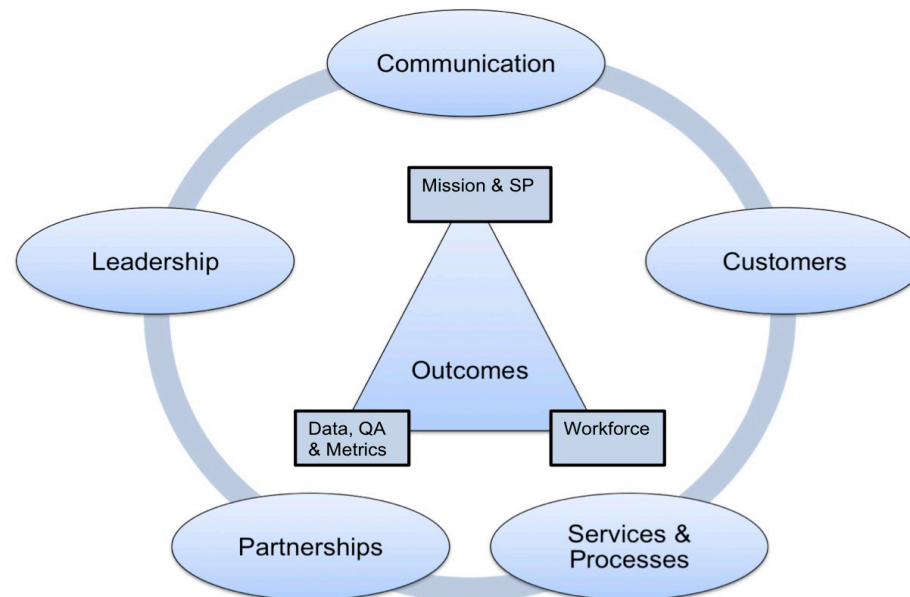 Communication
Mission & SP
Leadership
Customers
Outcomes
Data, QA
& Metrics
Workforce
Partnerships
Services &
Processes